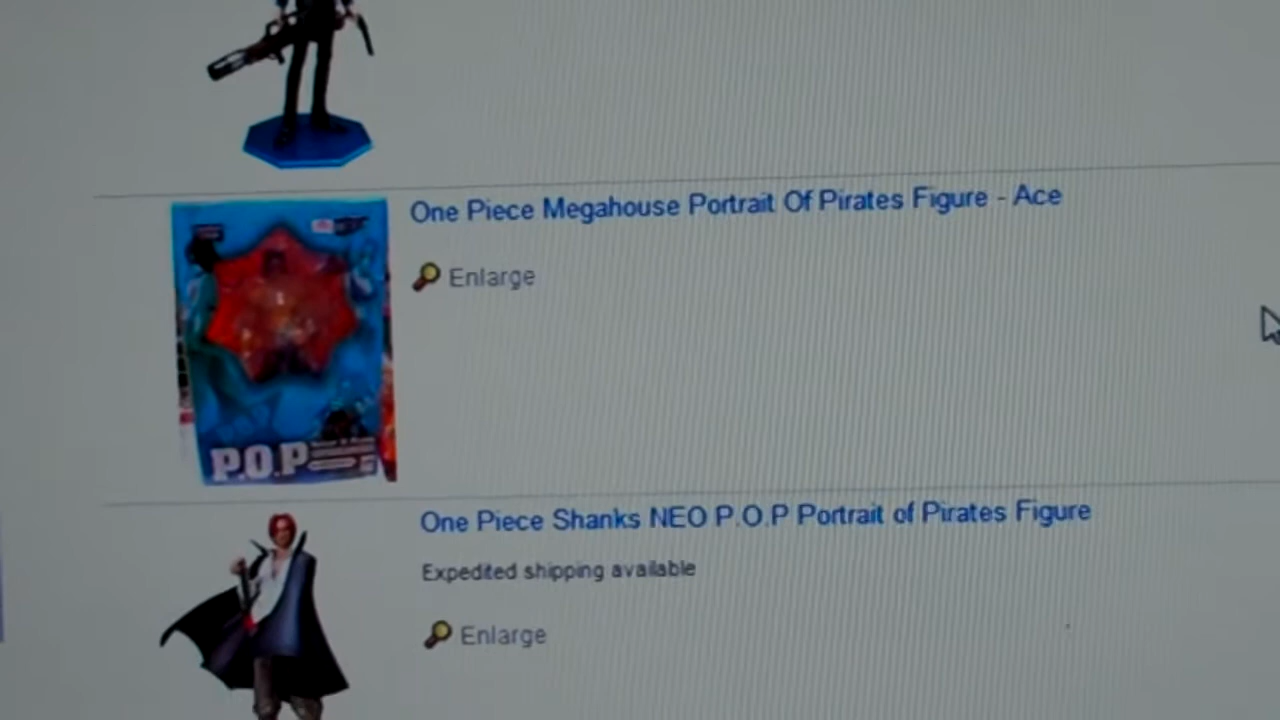 One Piece Megahouse Portrait Of Pirates Figure - Ace
Enlarge
P.O.P
One Piece Shanks NEO P.O.P Portrait of Pirates Figure
Expedited shipping available
Enlarge